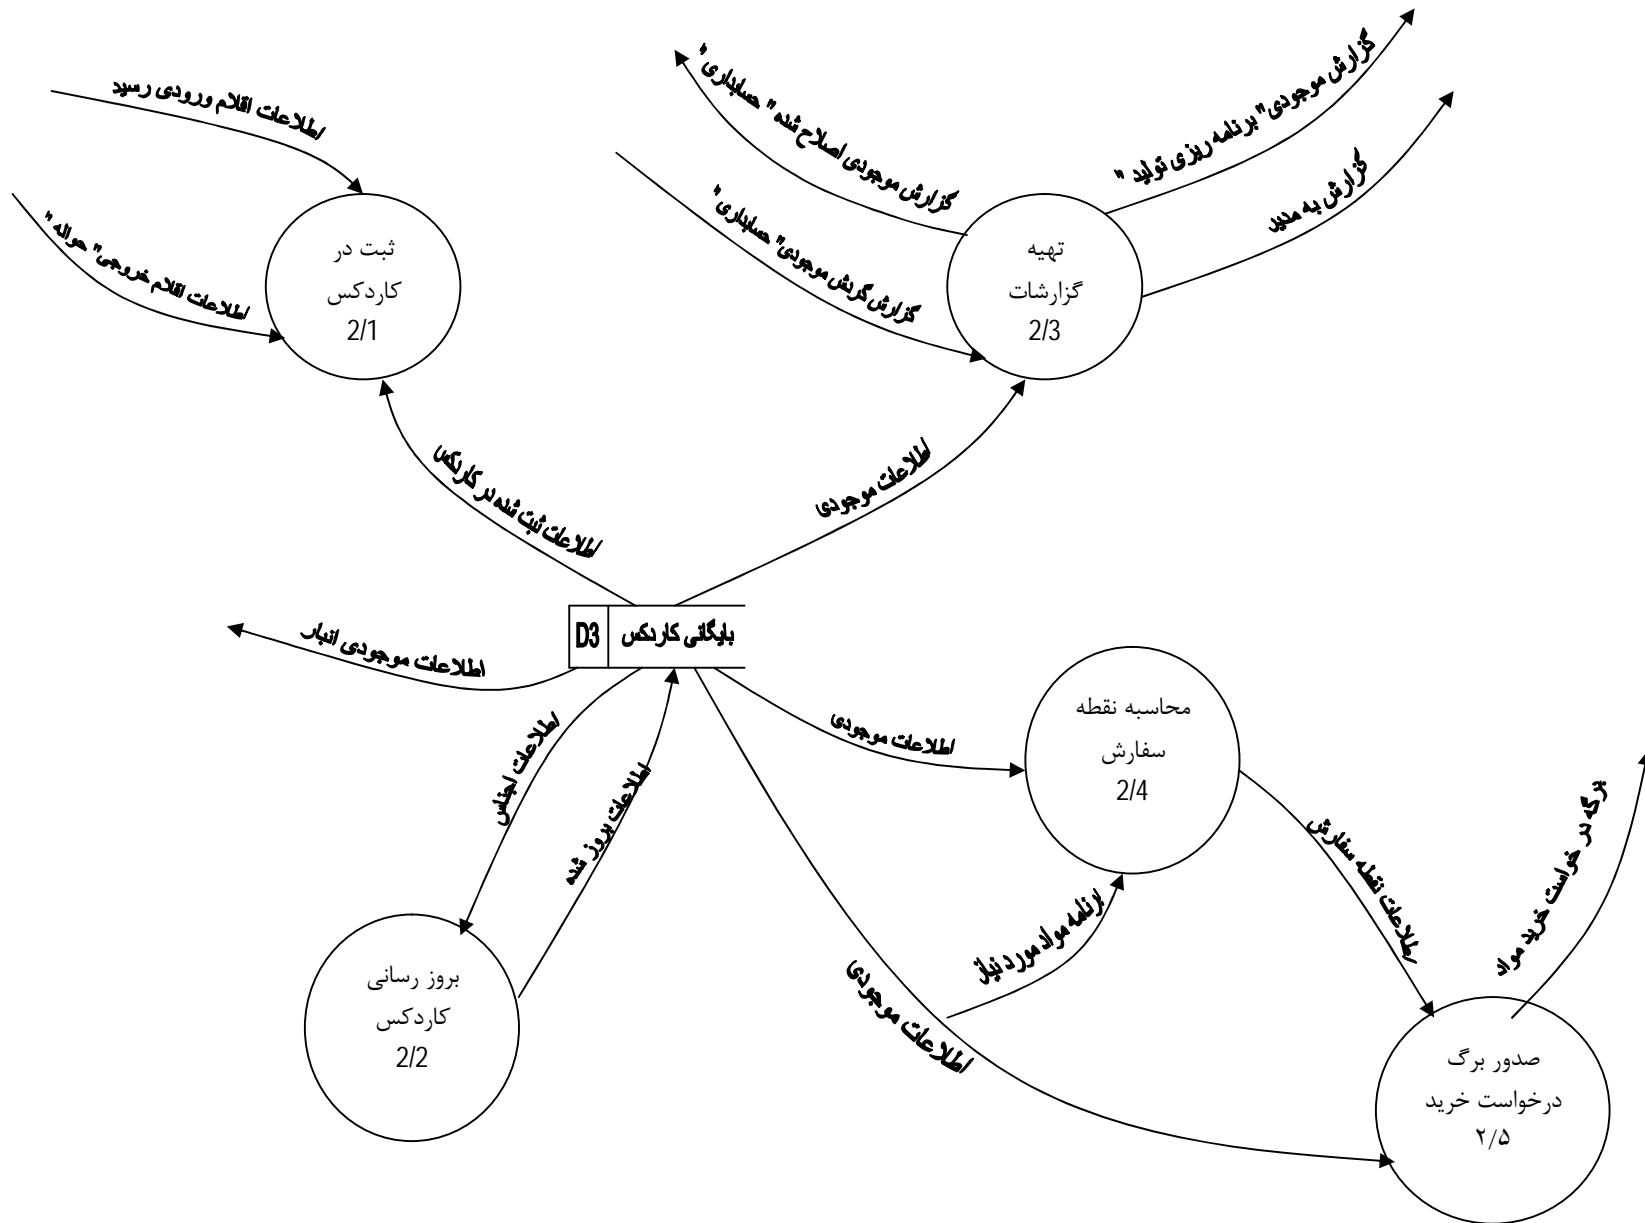 گزارش موجودی" برنامه ریزی تولید "
گزارش موجودی اصلاح شده " حسابداری "
اطلاعات اقلام ورودی رسید
گزارش به مدیر
اطلاعات اقلام خروجی" حواله "
گزارش گردش موجودی" حسابداری"
ثبت در
کاردکس
2/1
تهیه
گزارشات
2/3
اطلاعات ثبت شده در کاردکس
اطلاعات موجودی
D3
بایگانی کاردکس
اطلاعات موجودی انبار
اطلاعات موجودی
محاسبه نقطه
سفارش
2/4
اطلاعات اجناس
اطلاعات بروز شده
اطلاعات نقطه سفارش
برگه در خواست خرید مواد
برنامه مواد مورد نیاز
اطلاعات موجودی
بروز رسانی
کاردکس
2/2
صدور برگ
درخواست خرید
۲/۵